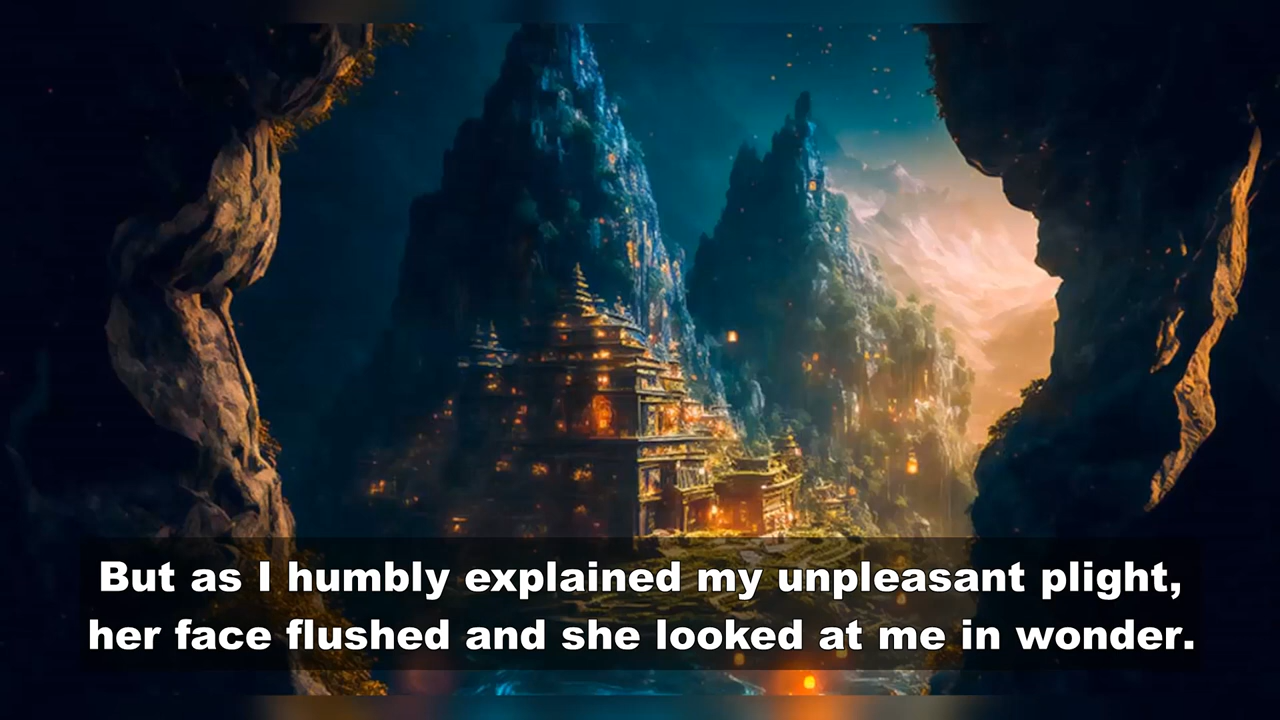 But as I humbly explained my unpleasant plight,
her face flushed and she looked at me in wonder.